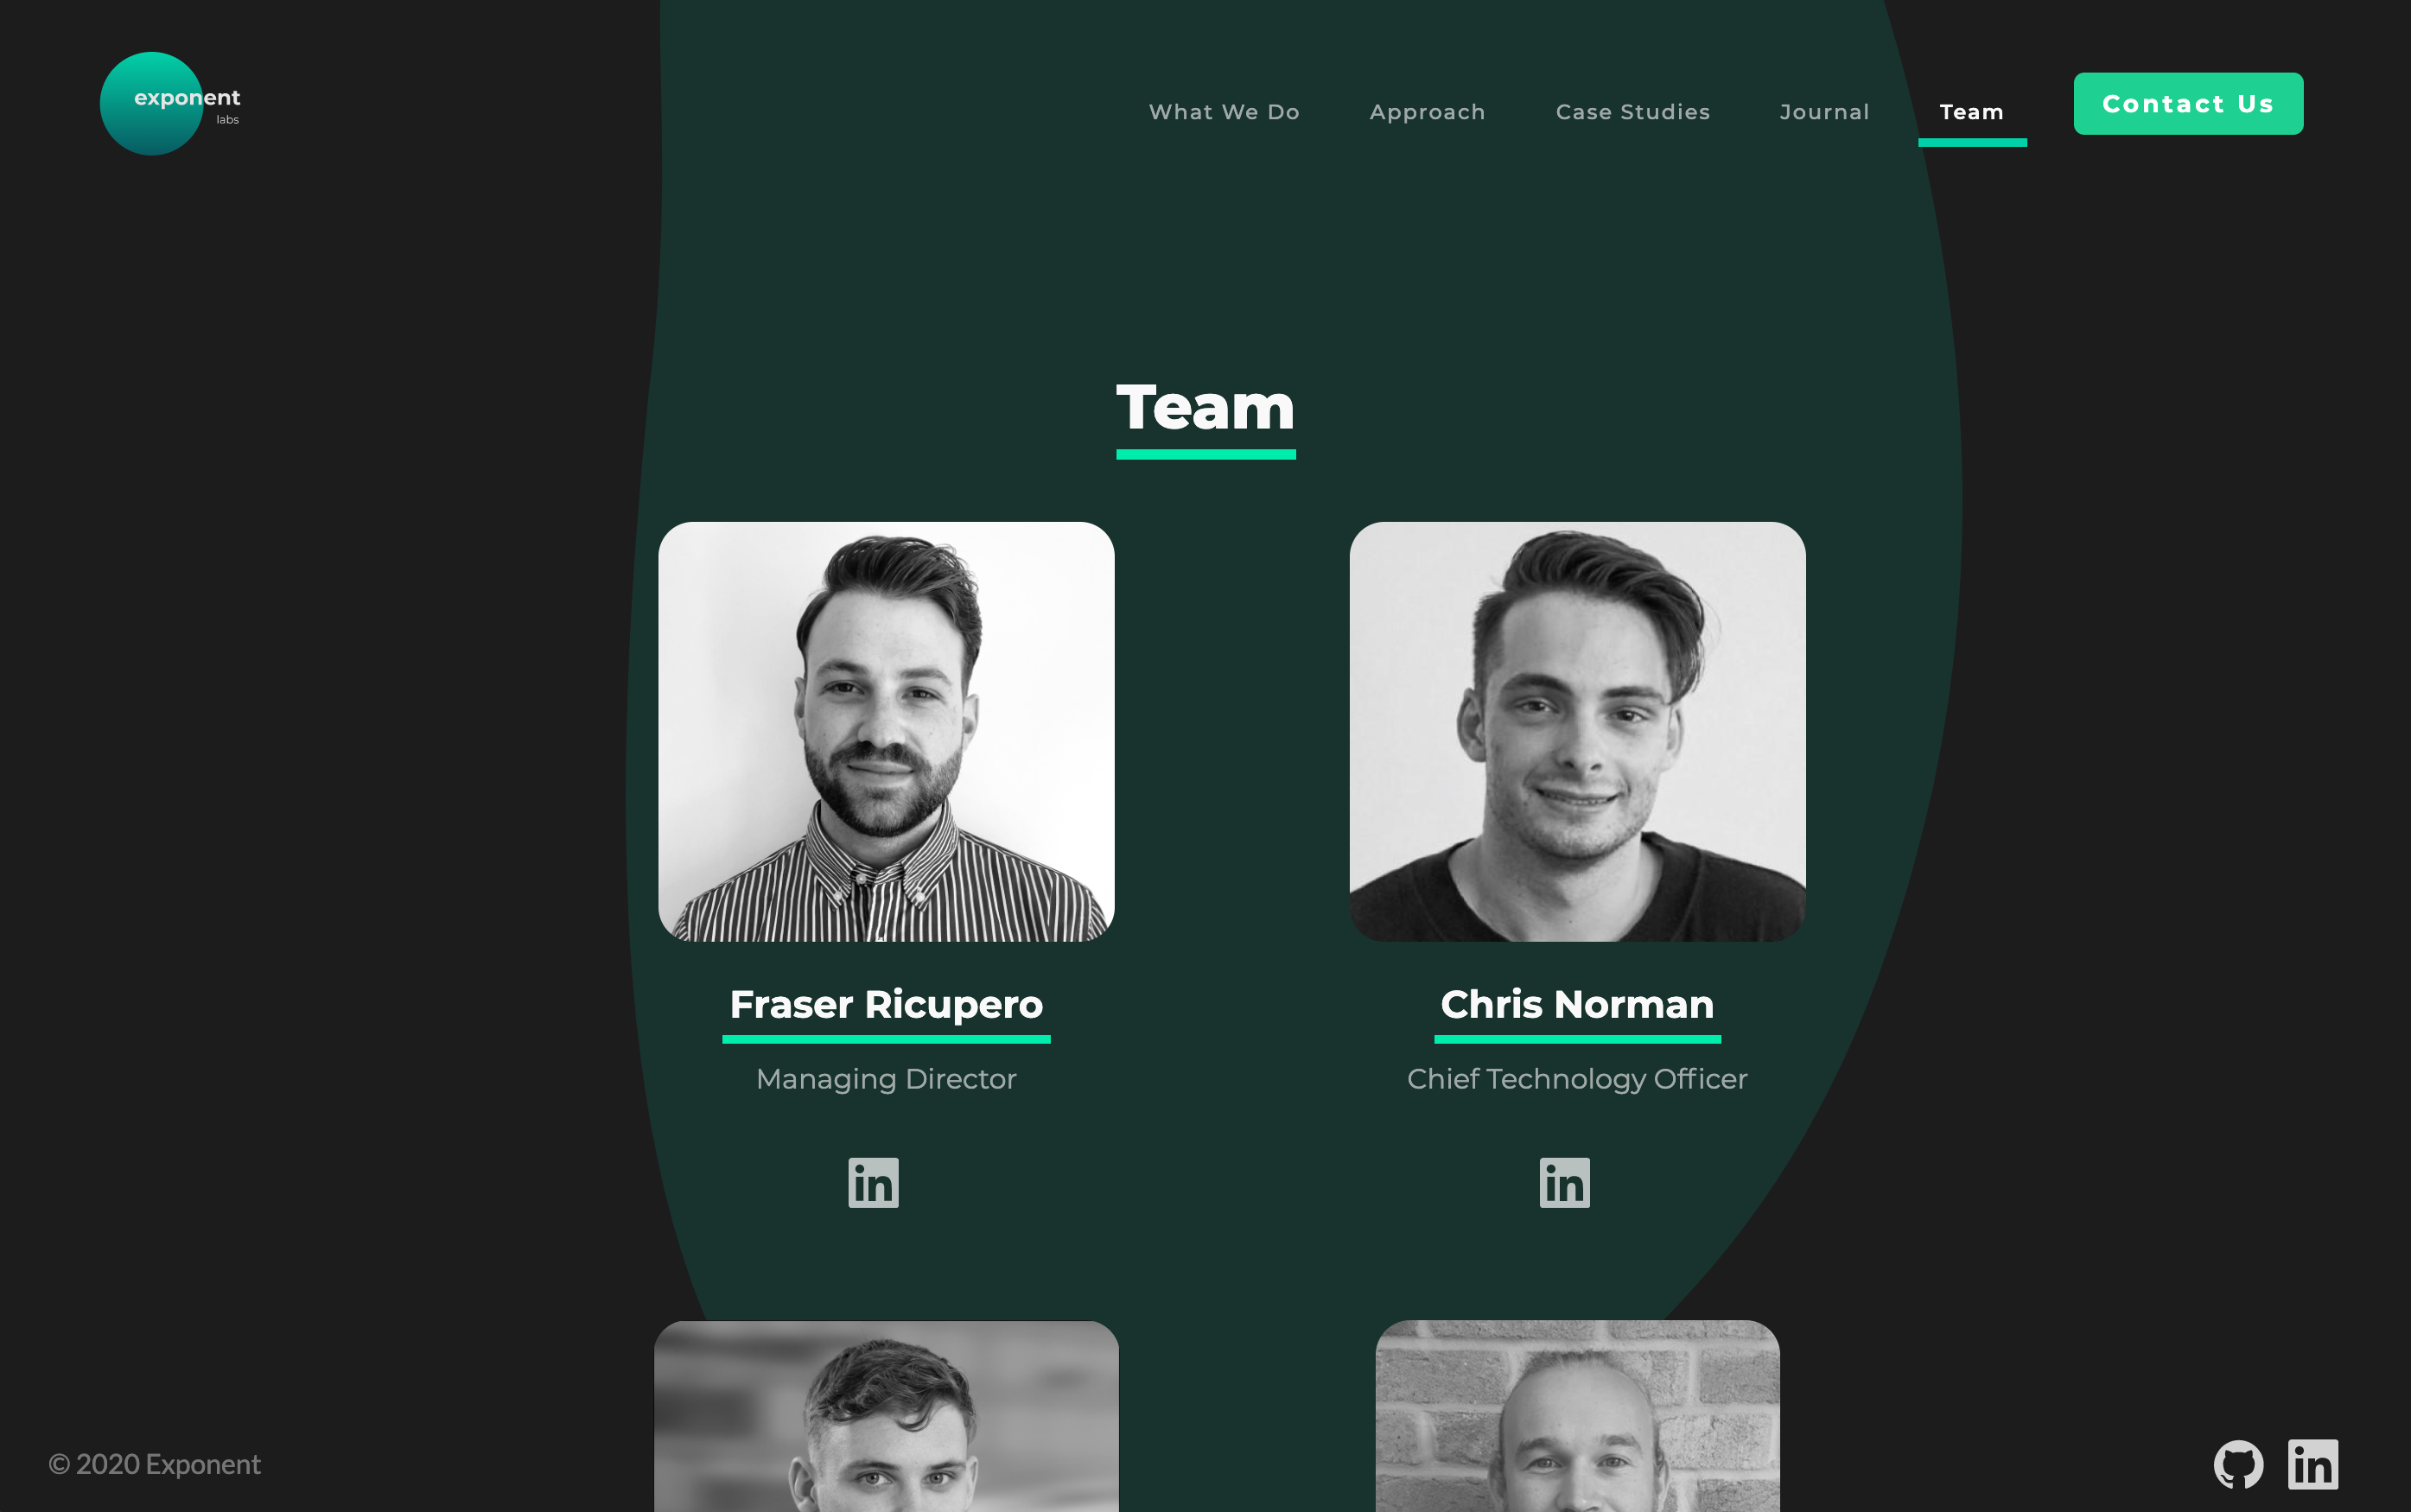 exponent
labs
What We Do
Approach
Case Studies
Journal
Team
Contact Us
Team
Fraser Ricupero
Chris Norman
Managing Director
Chief Technology Officer
in
in
© 2020 Exponent
in